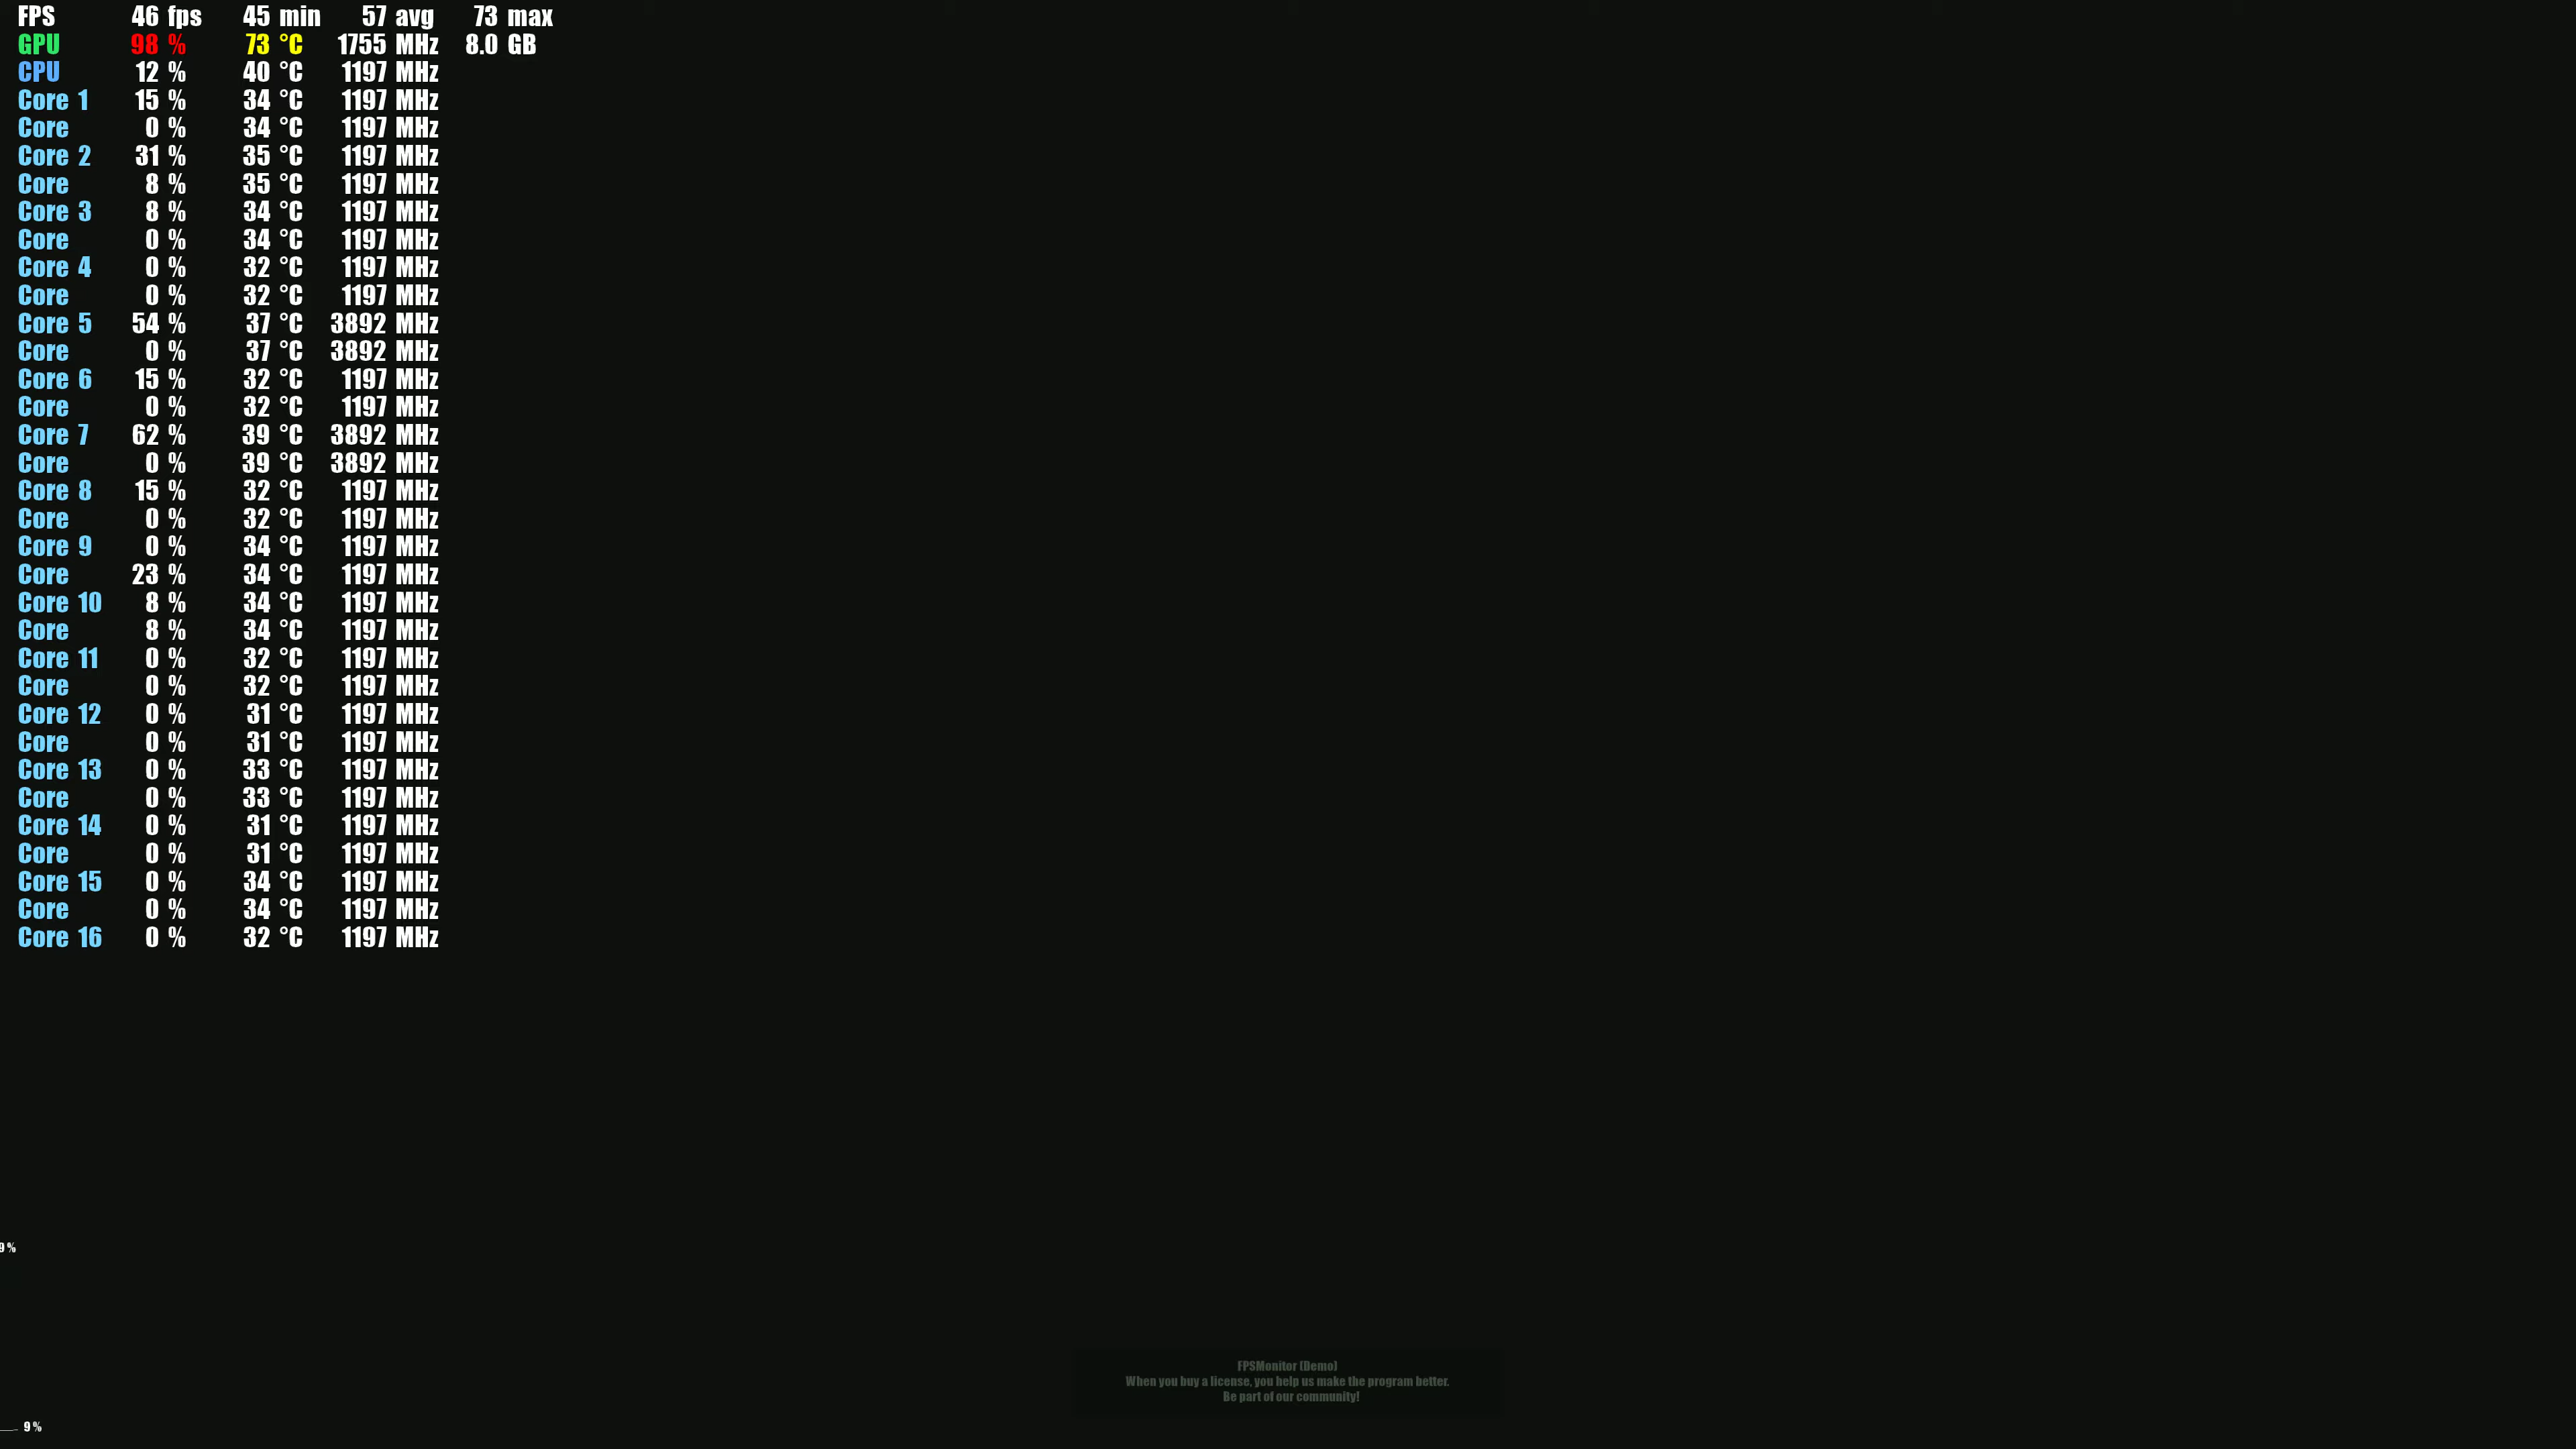 FPS 46 fps 45 min 57 avg 73 max
GPU 98 % 73 °C 1755 MHz 8.0 GB
CPU 12 % 40 °C 1197 MHz
Core 1 15 % 34 °C 1197 MHz
Core 0 % 34 °C 1197 MHz
Core 2 31 % 35 °C 1197 MHz
Core 8 % 35 °C 1197 MHz
Core 3 8 % 34 °C 1197 MHz
Core 0 % 34 °C 1197 MHz
Core 4 0 % 32 °C 1197 MHz
Core 0 % 32 °C 1197 MHz
Core 5 54 % 37 °C 3892 MHz
Core 0 % 37 °C 3892 MHz
Core 6 15 % 32 °C 1197 MHz
Core 0 % 32 °C 1197 MHz
Core 7 62 % 39 °C 3892 MHz
Core 0 % 39 °C 3892 MHz
Core 8 15 % 32 °C 1197 MHz
Core 0 % 32 °C 1197 MHz
Core 9 0 % 34 °C 1197 MHz
Core 23 % 34 °C 1197 MHz
Core 10 8 % 34 °C 1197 MHz
Core 8 % 34 °C 1197 MHz
Core 11 0 % 32 °C 1197 MHz
Core 0 % 32 °C 1197 MHz
Core 12 0 % 31 °C 1197 MHz
Core 0 % 31 °C 1197 MHz
Core 13 0 % 33 °C 1197 MHz
Core 0 % 33 °C 1197 MHz
Core 14 0 % 31 °C 1197 MHz
Core 0 % 31 °C 1197 MHz
Core 15 0 % 34 °C 1197 MHz
Core 0 % 34 °C 1197 MHz
Core 16 0 % 32 °C 1197 MHz
9 %
FPSMonitor (Demo)
When you buy a license, you help us make the program better.
Be part of our community!
9 %